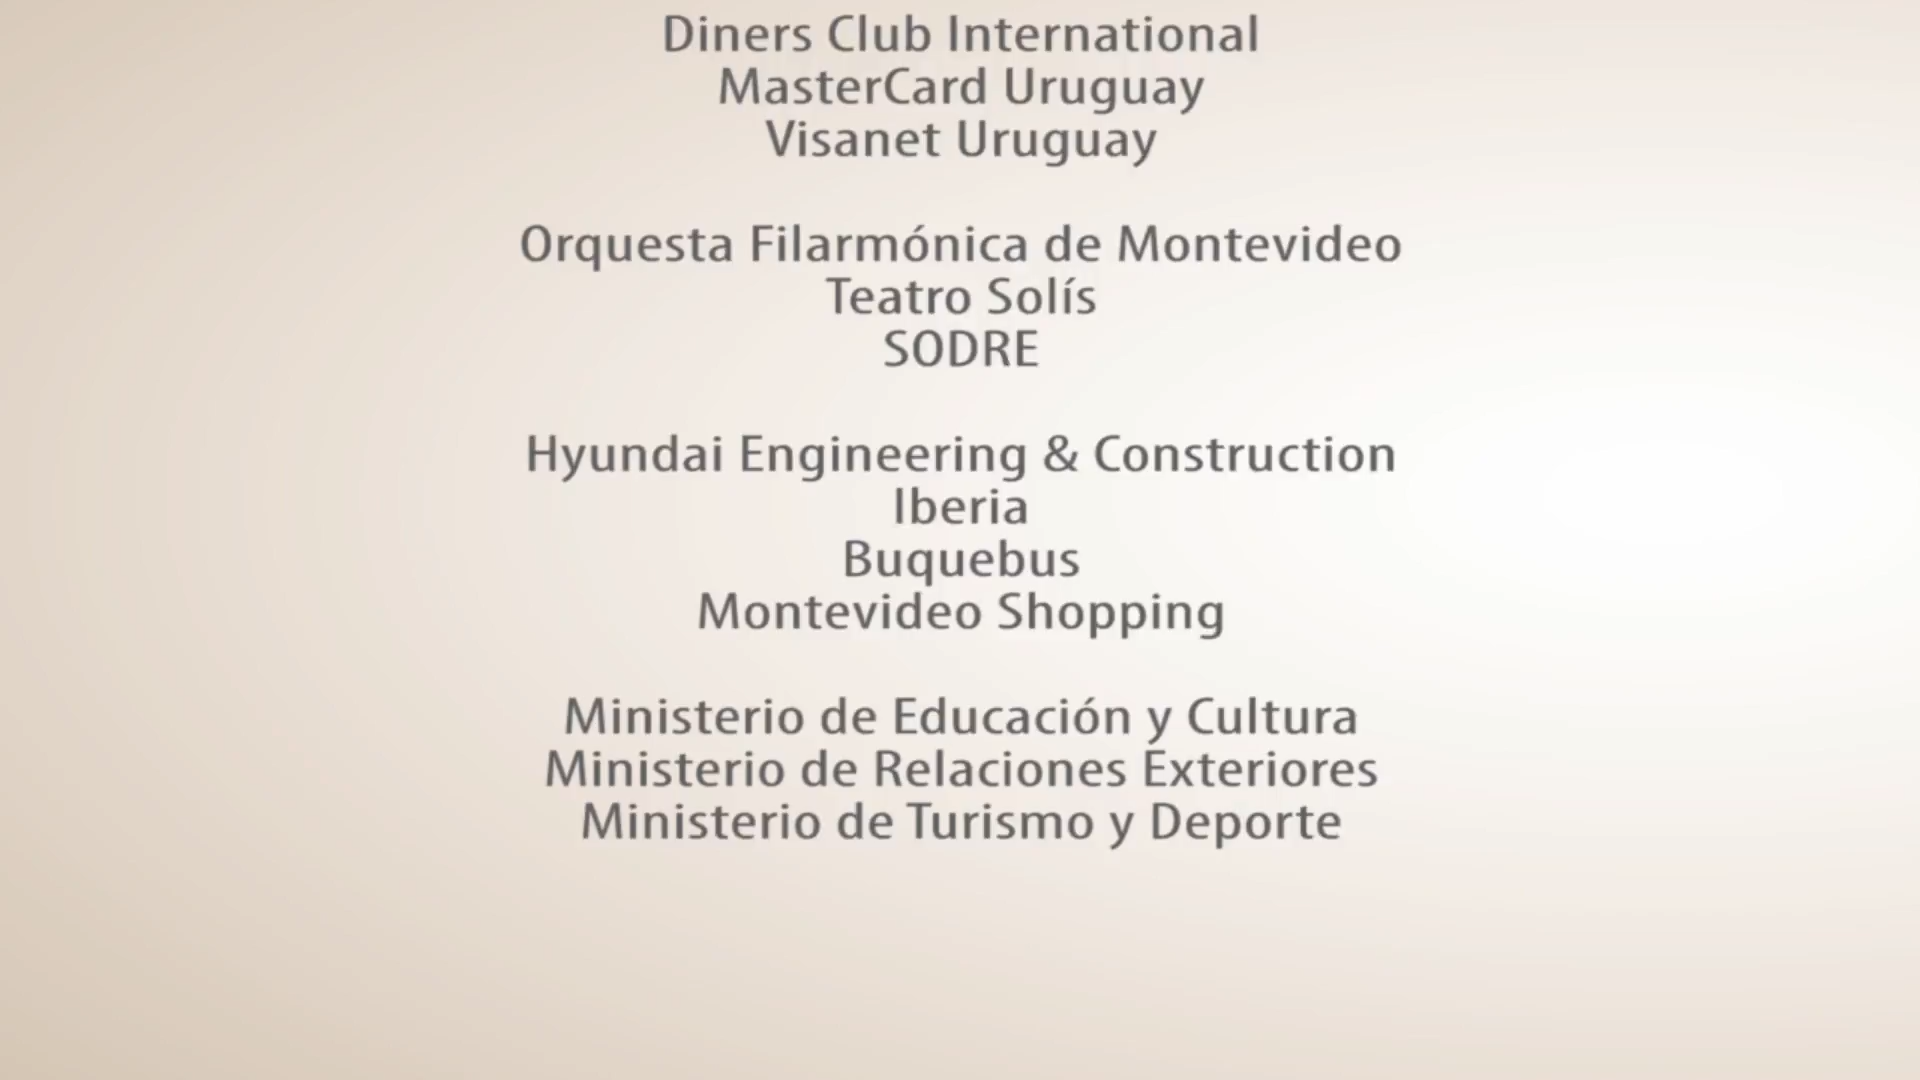 Diners Club International
MasterCard Uruguay
Visanet Uruguay
Orquesta Filarmónica de Montevideo
Teatro Solís
SODRE
Hyundai Engineering & Construction
Iberia
Buquebus
Montevideo Shopping
Ministerio de Educación y Cultura
Ministerio de Relaciones Exteriores
Ministerio de Turismo y Deporte